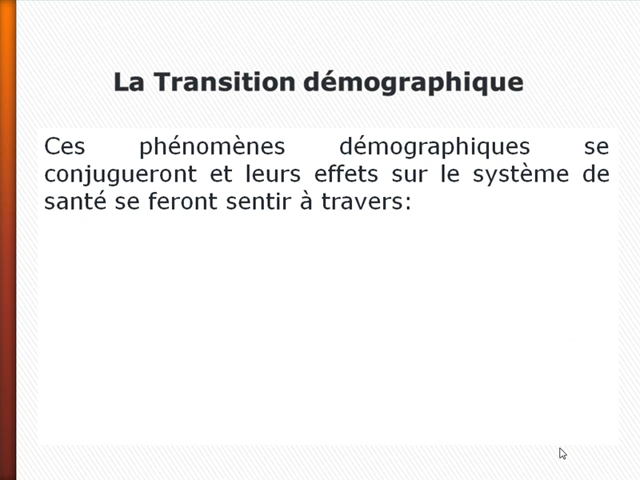 La Transition démographique
Ces phénomènes démographiques se
conjugueront et leurs effets sur le système de
santé se feront sentir à travers: